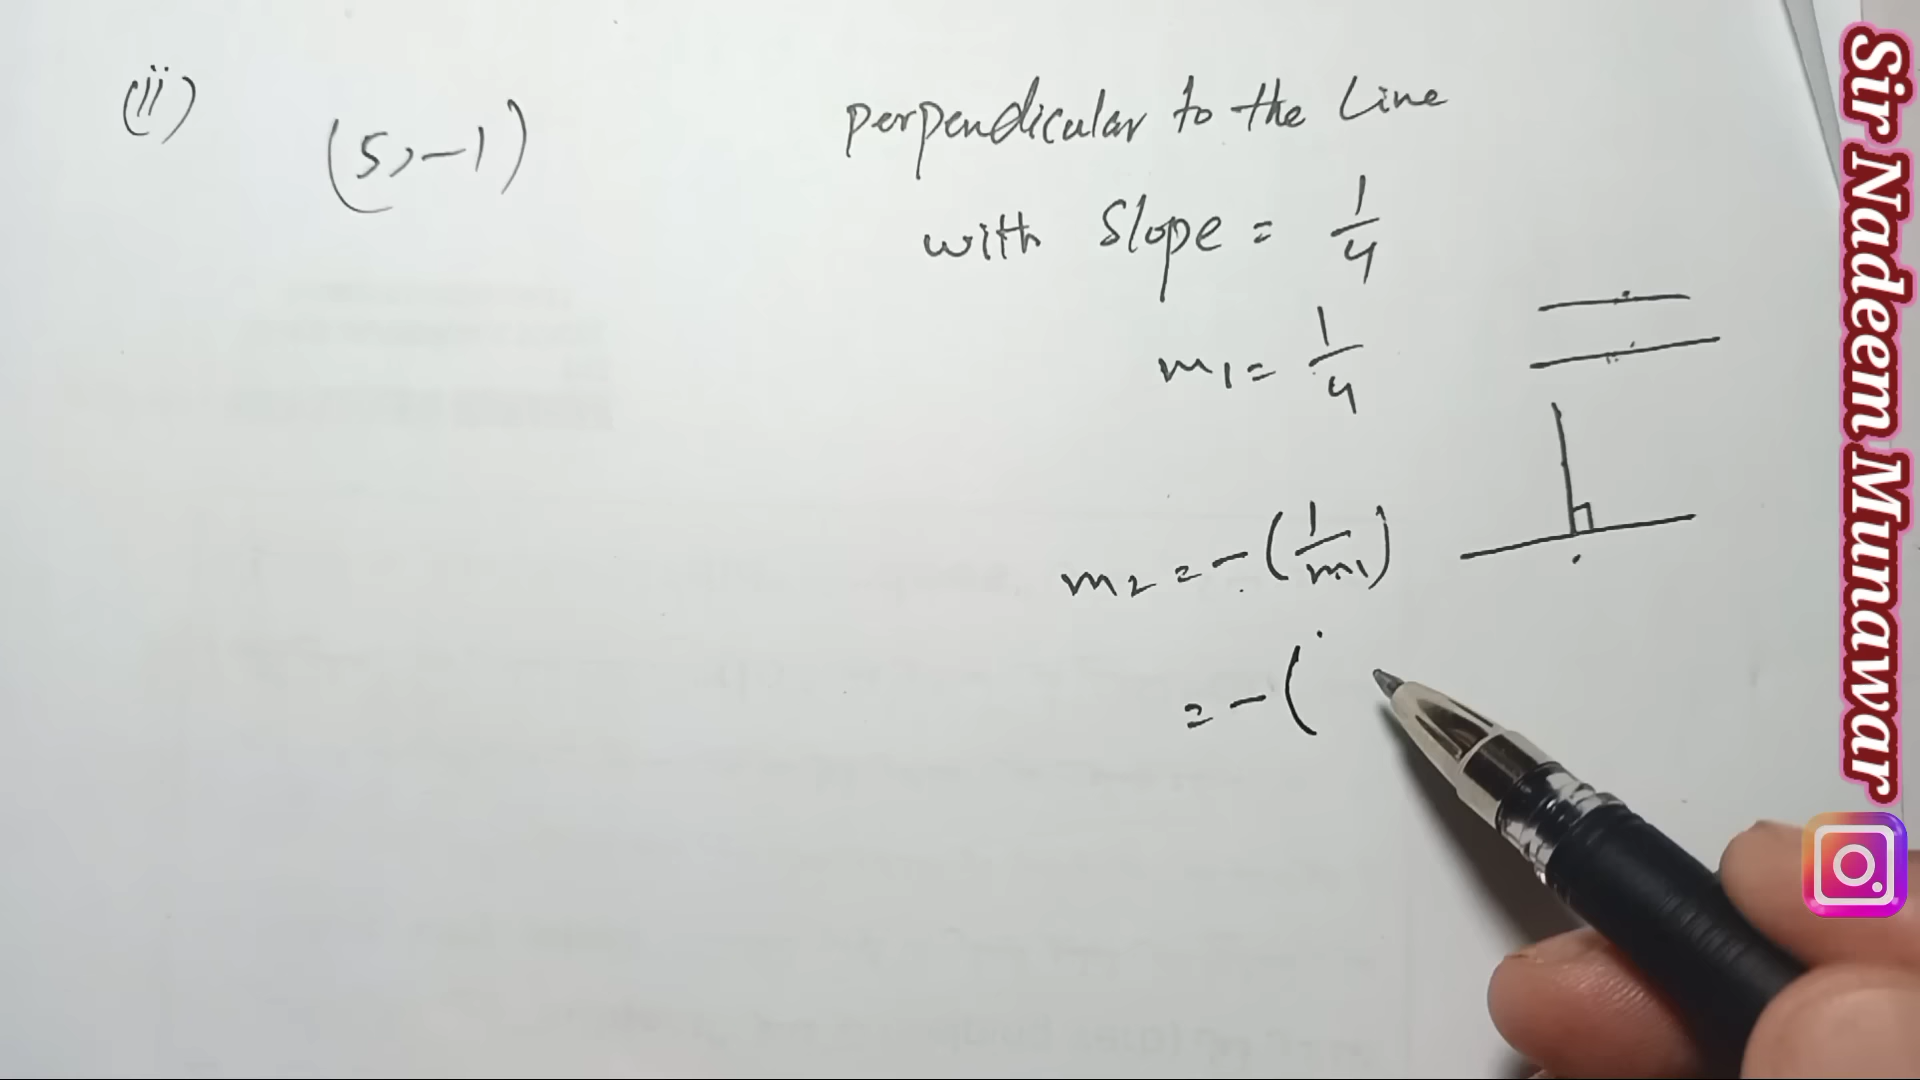 (ii)
(5, -1)
perpendicular to the Line
with Slope = 1/4
m1 = 1/4
m2 = -(1/m1)
= -(
Sir Nadeem Munawar